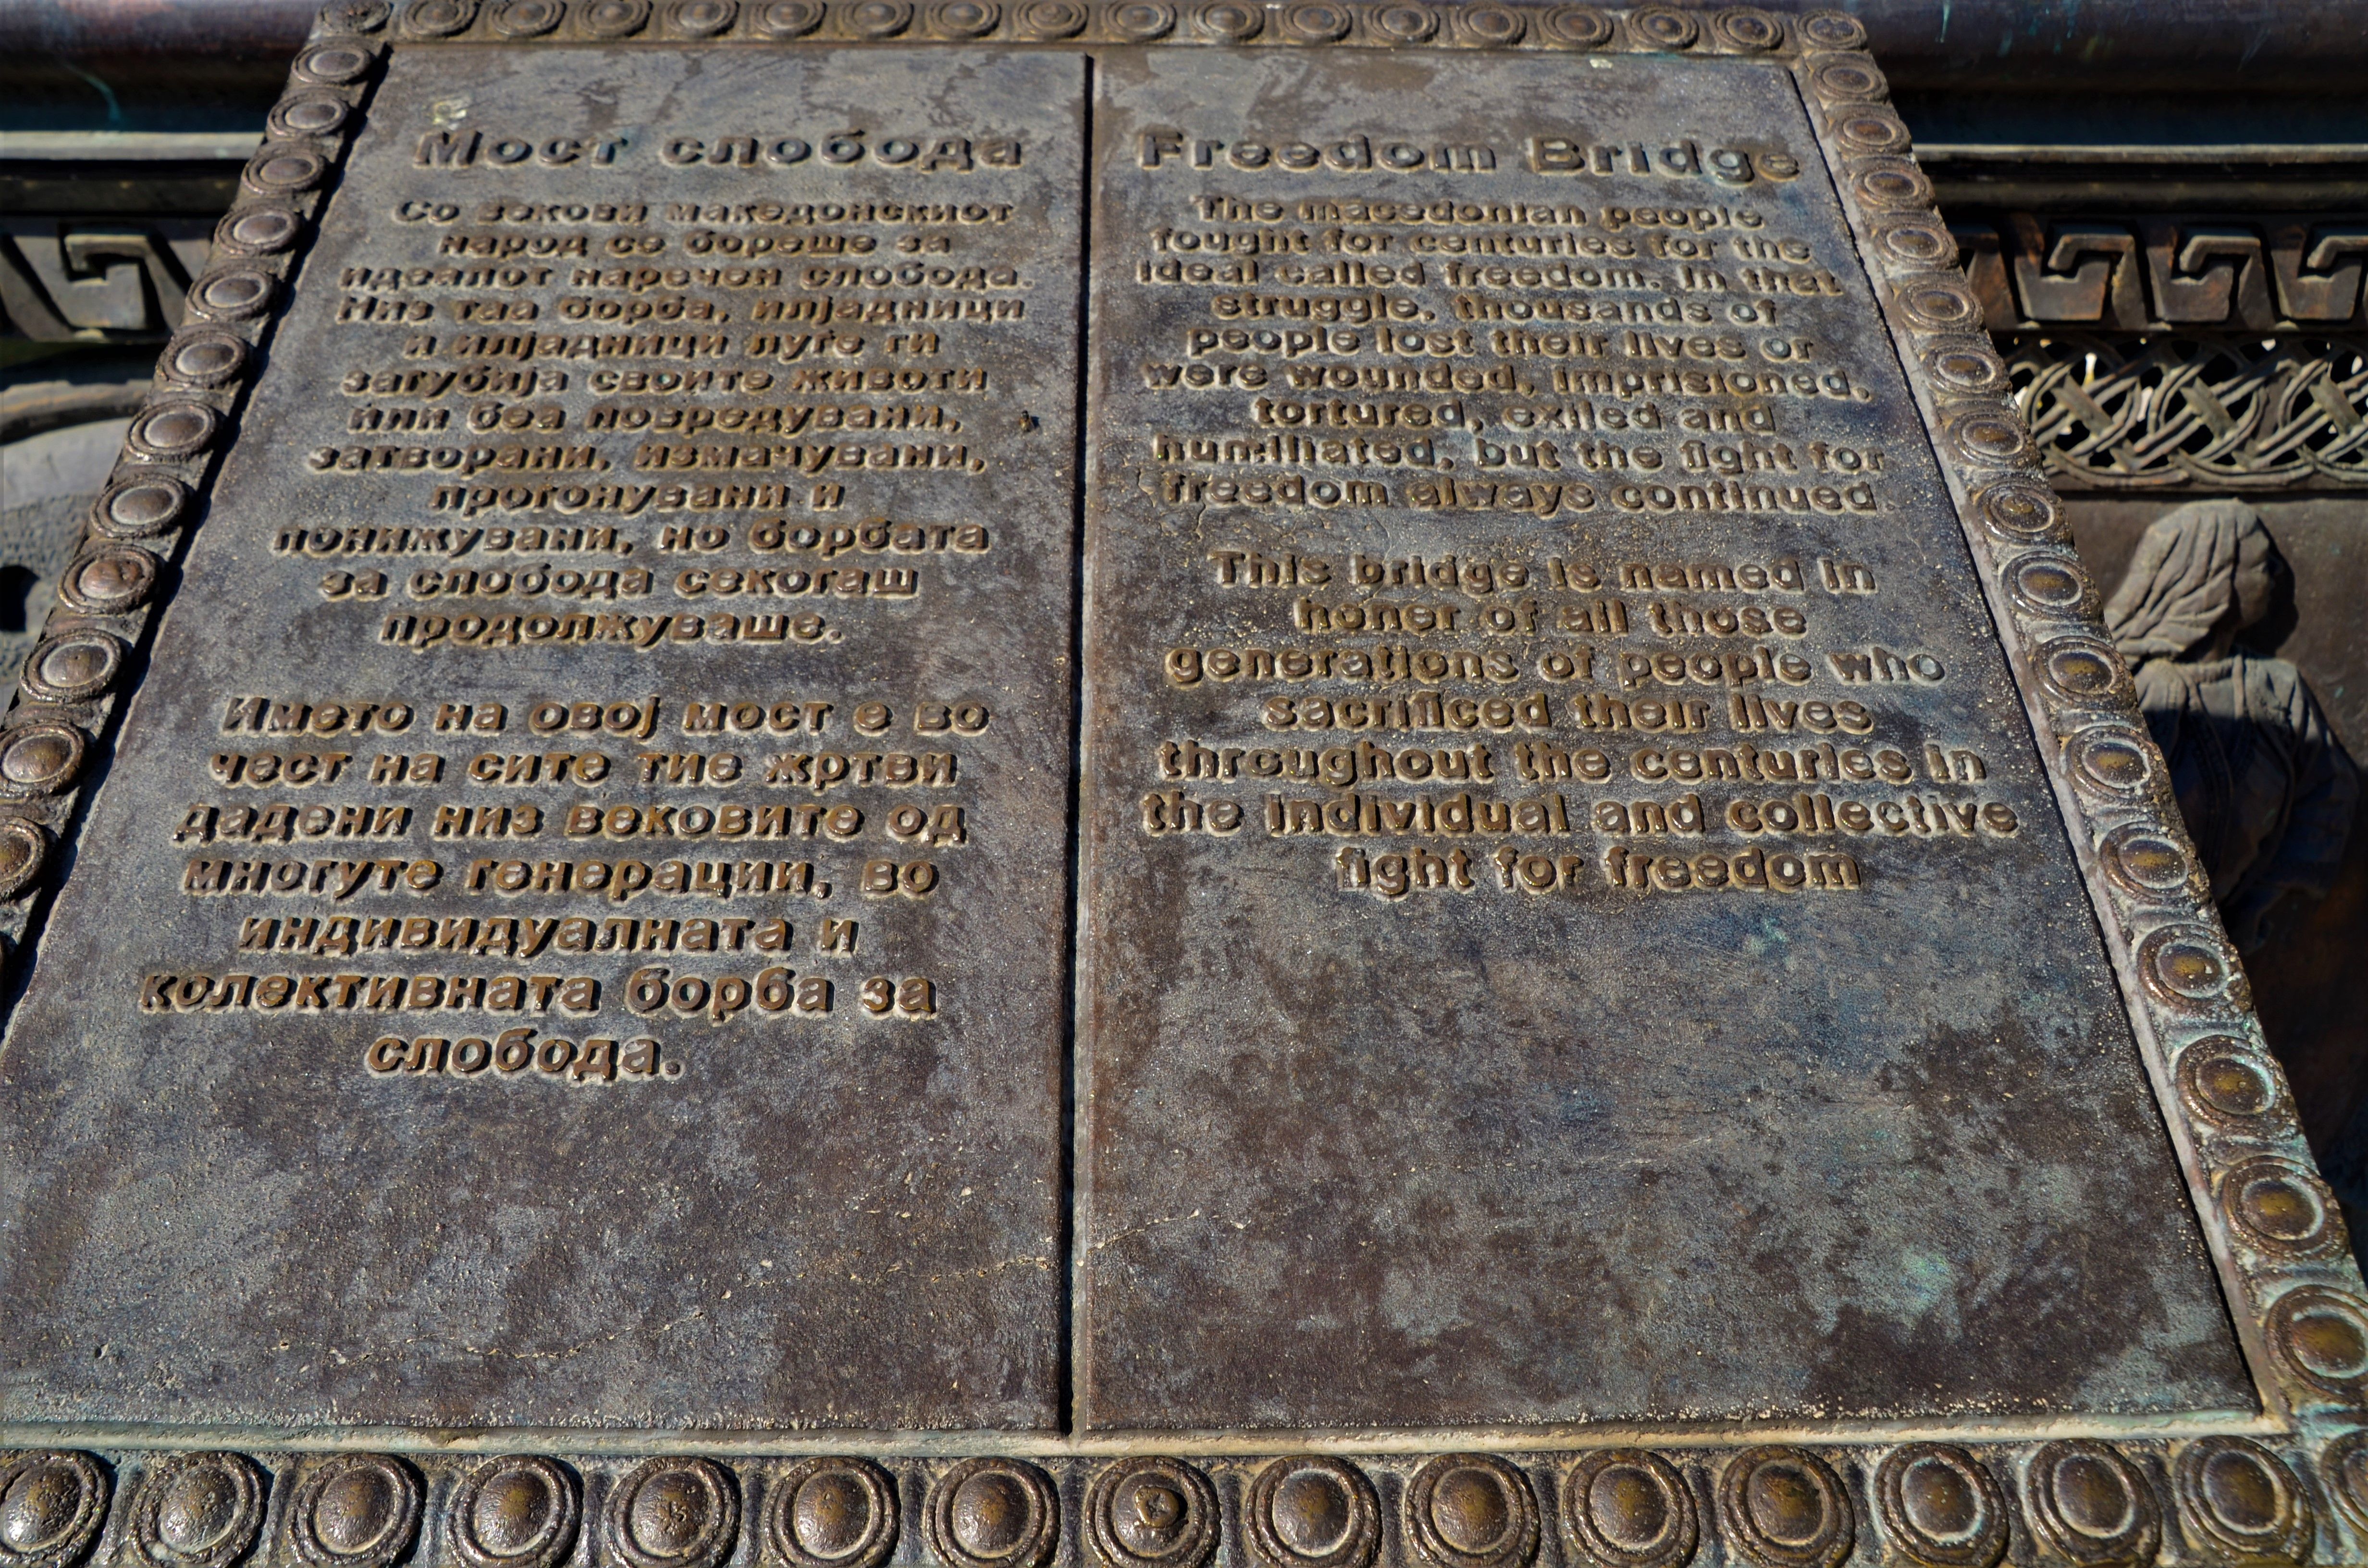 Мост слобода
Со векови македонскиот
народ се бореше за
идеалот наречен слобода.
Низ таа борба, илјадници
и илјадници луѓе ги
загубија своите животи
или беа повредувани,
затворани, измачувани,
прогонувани и
понижувани, но борбата
за слобода секогаш
продолжуваше.
Името на овој мост е во
чест на сите тие жртви
дадени низ вековите од
многуте генерации, во
индивидуалната и
колективната борба за
слобода.
Freedom Bridge
The macedonian people
fought for centuries for the
ideal called freedom. In that
struggle, thousands of
people lost their lives or
were wounded, imprisioned,
tortured, exiled and
humiliated, but the fight for
freedom always continued.
This bridge is named in
honer of all those
generations of people who
sacrificed their lives
throughout the centuries in
the individual and collective
fight for freedom